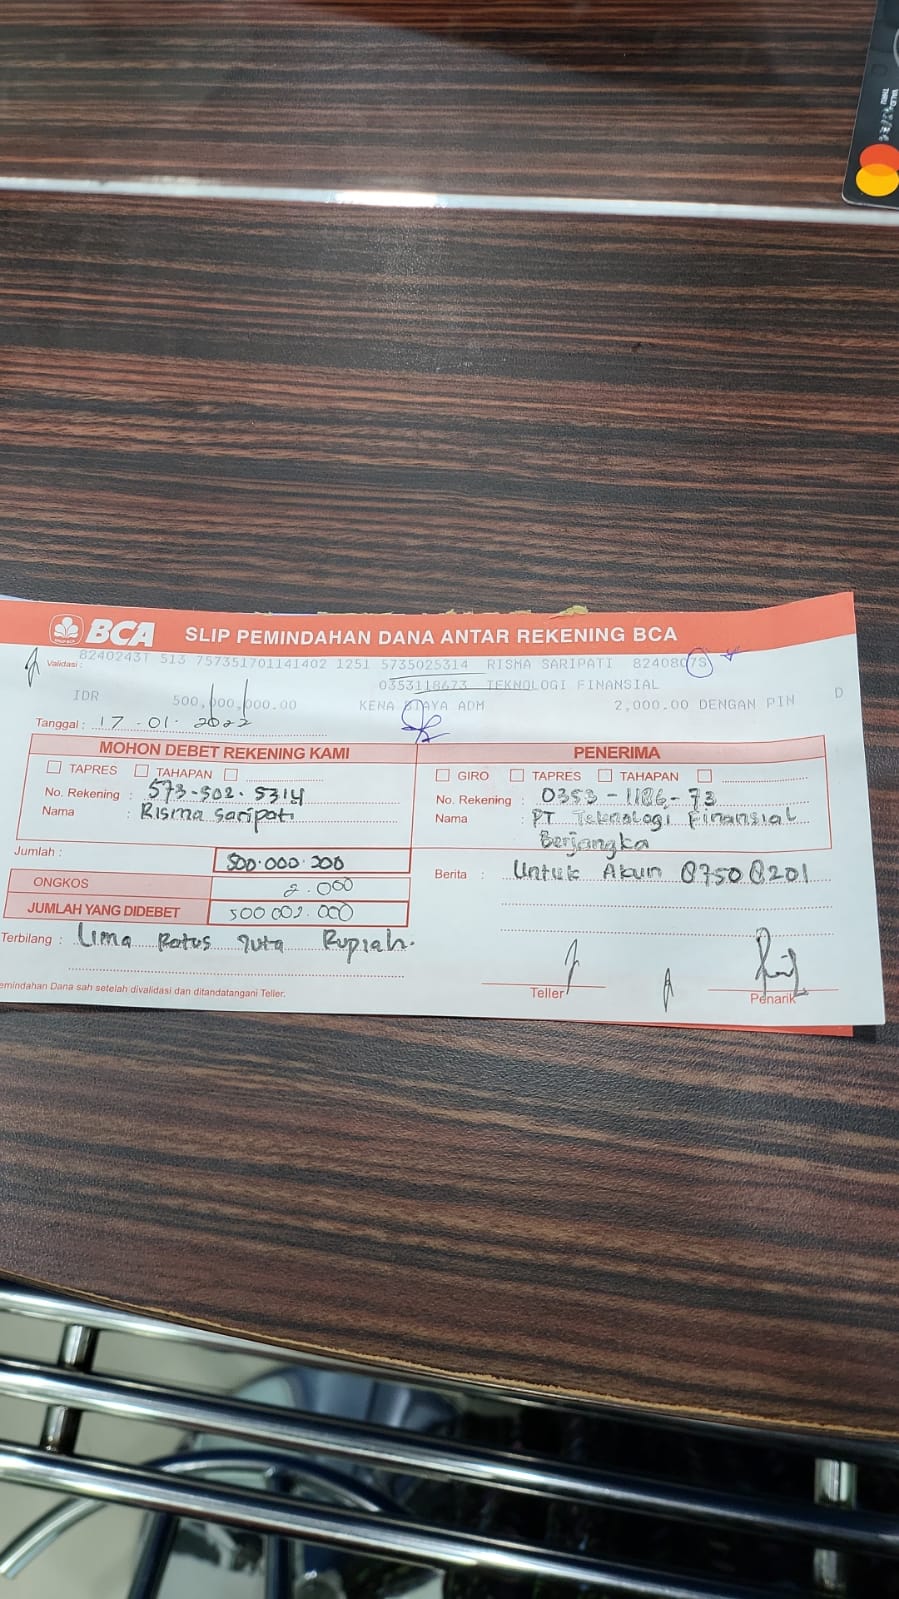 VALID THRU
BCA
SLIP PEMINDAHAN DANA ANTAR REKENING BCA
Validasi :
8240243T 513 757351701141402 1251 5735025314 RISMA SARIPATI 8240807S
0353118673 TEKNOLOGI FINANSIAL
IDR 500,000,000.00 KENA BIAYA ADM 2,000.00 DENGAN PIN D
Tanggal : 17-01-2022
MOHON DEBET REKENING KAMI
TAPRES TAHAPAN
No. Rekening : 573-502-5314
Nama : Risma Saripati
PENERIMA
GIRO TAPRES TAHAPAN
No. Rekening : 0353-1186-73
Nama : PT Teknologi Finansial
Berjangka
Jumlah : 500.000.000
ONGKOS 2.000
JUMLAH YANG DIDEBET 500 002.000
Berita : Untuk Akun
Terbilang : Lima Ratus Juta Rupiah.
emindahan Dana sah setelah divalidasi dan ditandatangani Teller.
Teller
Penarik